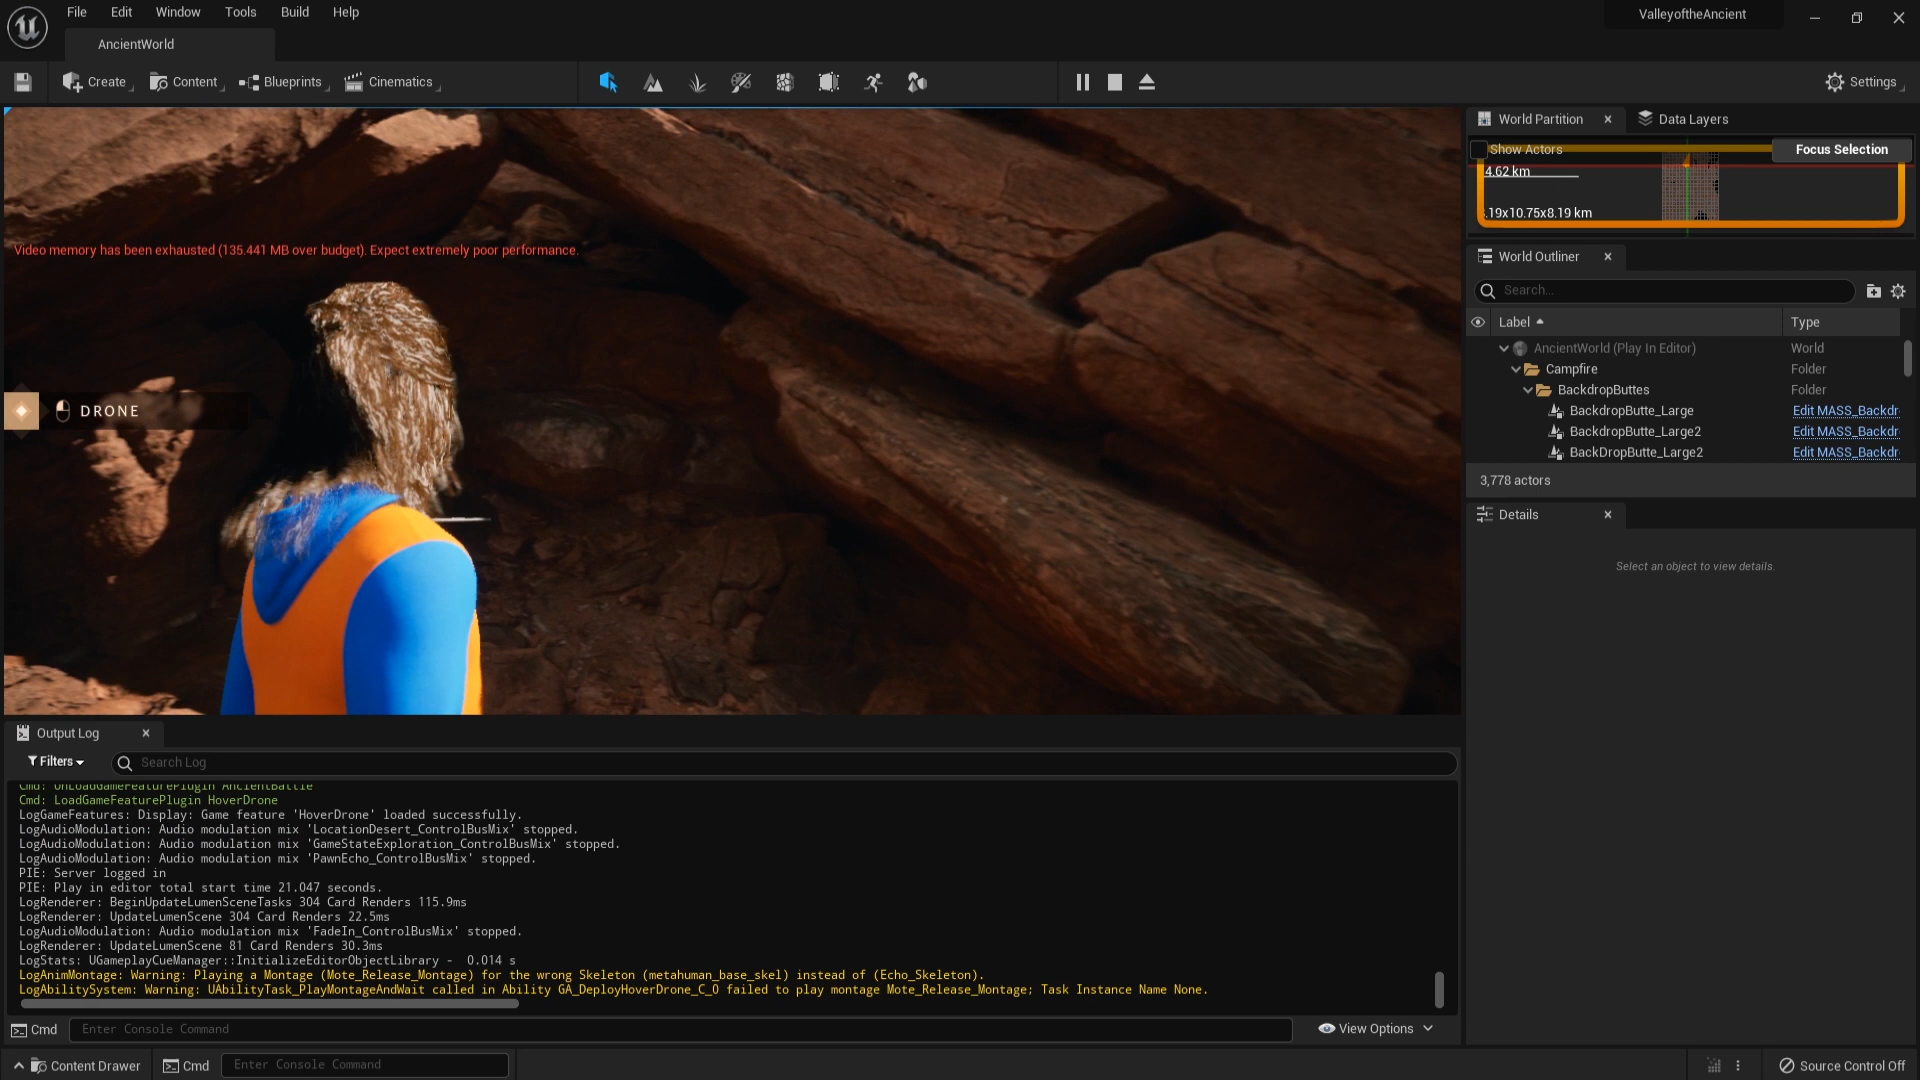 File Edit Window Tools Build Help
ValleyoftheAncient
AncientWorld
Create Content Blueprints Cinematics
Settings
World Partition Data Layers
Show Actors Focus Selection
4.62 km
.19x10.75x8.19 km
Video memory has been exhausted (135.441 MB over budget). Expect extremely poor performance.
DRONE
World Outliner
Search...
Label Type
AncientWorld (Play In Editor) World
Campfire Folder
BackdropButtes Folder
BackdropButte_Large Edit MASS_Backdr
BackdropButte_Large2 Edit MASS_Backdr
BackDropButte_Large2 Edit MASS_Backdr
3,778 actors
Details
Select an object to view details.
Output Log
Filters Search Log
Cmd: UnLoadGameFeaturePlugin AncientBattle
Cmd: LoadGameFeaturePlugin HoverDrone
LogGameFeatures: Display: Game feature 'HoverDrone' loaded successfully.
LogAudioModulation: Audio modulation mix 'LocationDesert_ControlBusMix' stopped.
LogAudioModulation: Audio modulation mix 'GameStateExploration_ControlBusMix' stopped.
LogAudioModulation: Audio modulation mix 'PawnEcho_ControlBusMix' stopped.
PIE: Server logged in
PIE: Play in editor total start time 21.047 seconds.
LogRenderer: BeginUpdateLumenSceneTasks 304 Card Renders 115.9ms
LogRenderer: UpdateLumenScene 304 Card Renders 22.5ms
LogAudioModulation: Audio modulation mix 'FadeIn_ControlBusMix' stopped.
LogRenderer: UpdateLumenScene 81 Card Renders 30.3ms
LogStats: UGameplayCueManager::InitializeEditorObjectLibrary - 0.014 s
LogAnimMontage: Warning: Playing a Montage (Mote_Release_Montage) for the wrong Skeleton (metahuman_base_skel) instead of (Echo_Skeleton).
LogAbilitySystem: Warning: UAbilityTask_PlayMontageAndWait called in Ability GA_DeployHoverDrone_C_0 failed to play montage Mote_Release_Montage; Task Instance Name None.
Cmd Enter Console Command View Options
Content Drawer Cmd Enter Console Command Source Control Off